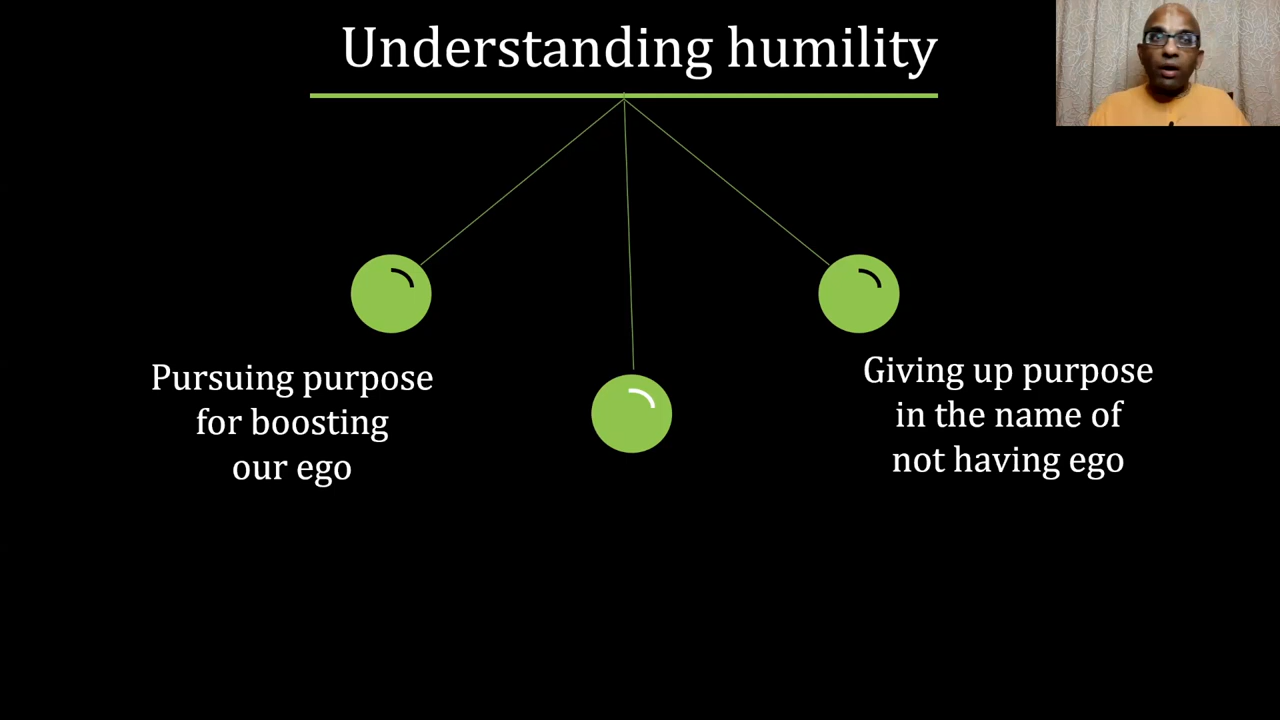 Understanding humility
Pursuing purpose
for boosting
our ego
Giving up purpose
in the name of
not having ego